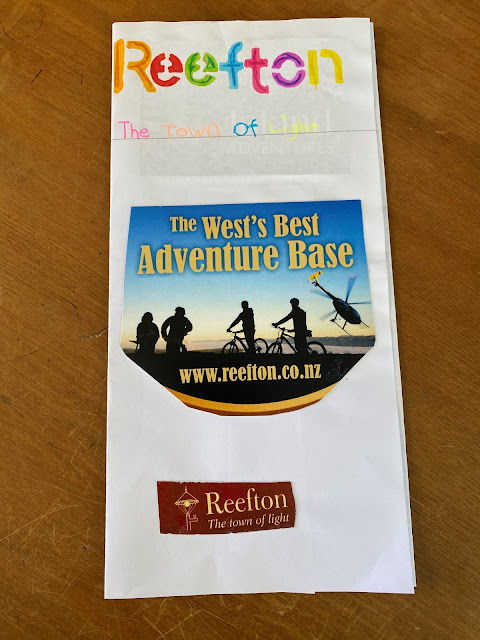 Reefton
The Town Of Light
ADVENTURES
The West's Best
Adventure Base
www.reefton.co.nz
Reefton
The town of light